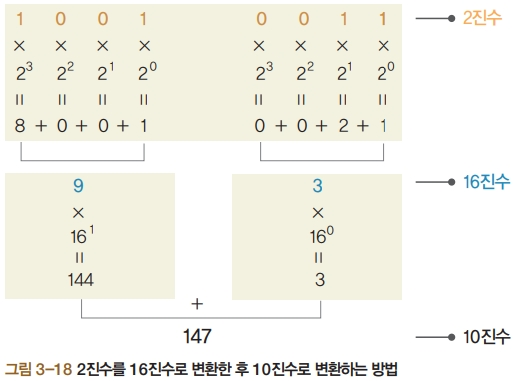 1 0 0 1 0 0 1 1 2진수
× × × × × × × ×
2³ 2² 2¹ 2⁰ 2³ 2² 2¹ 2⁰
= = = = = = = =
8 + 0 + 0 + 1 0 + 0 + 2 + 1
9 3 16진수
× ×
16¹ 16⁰
= =
144 3
+
147 10진수
그림 3-18 2진수를 16진수로 변환한 후 10진수로 변환하는 방법